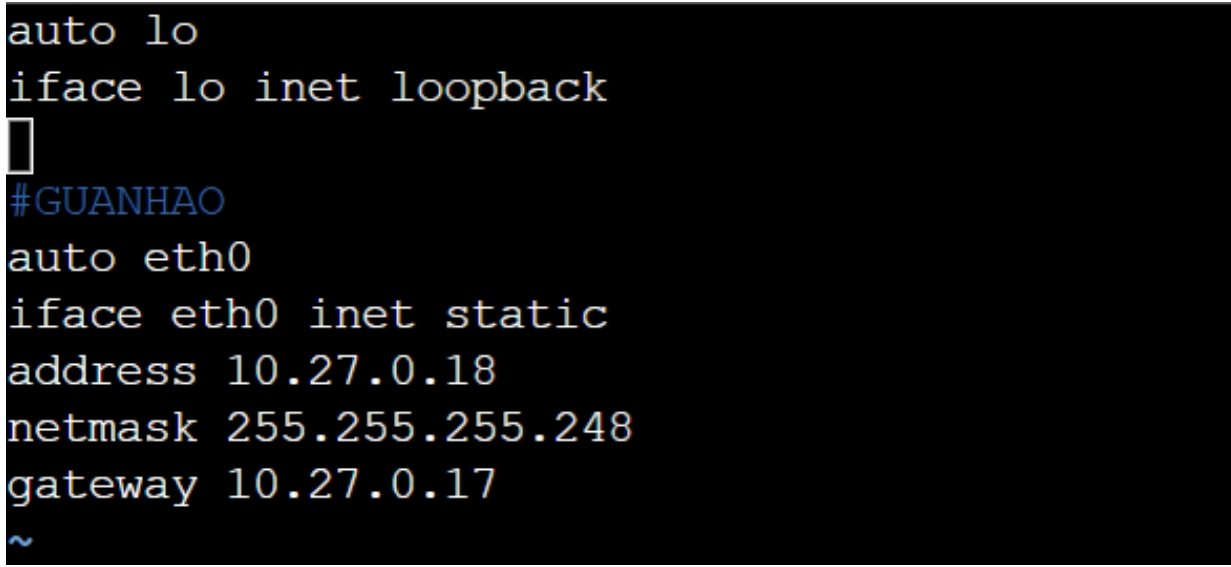 auto lo
iface lo inet loopback
#GUANHAO
auto eth0
iface eth0 inet static
address 10.27.0.18
netmask 255.255.255.248
gateway 10.27.0.17
~